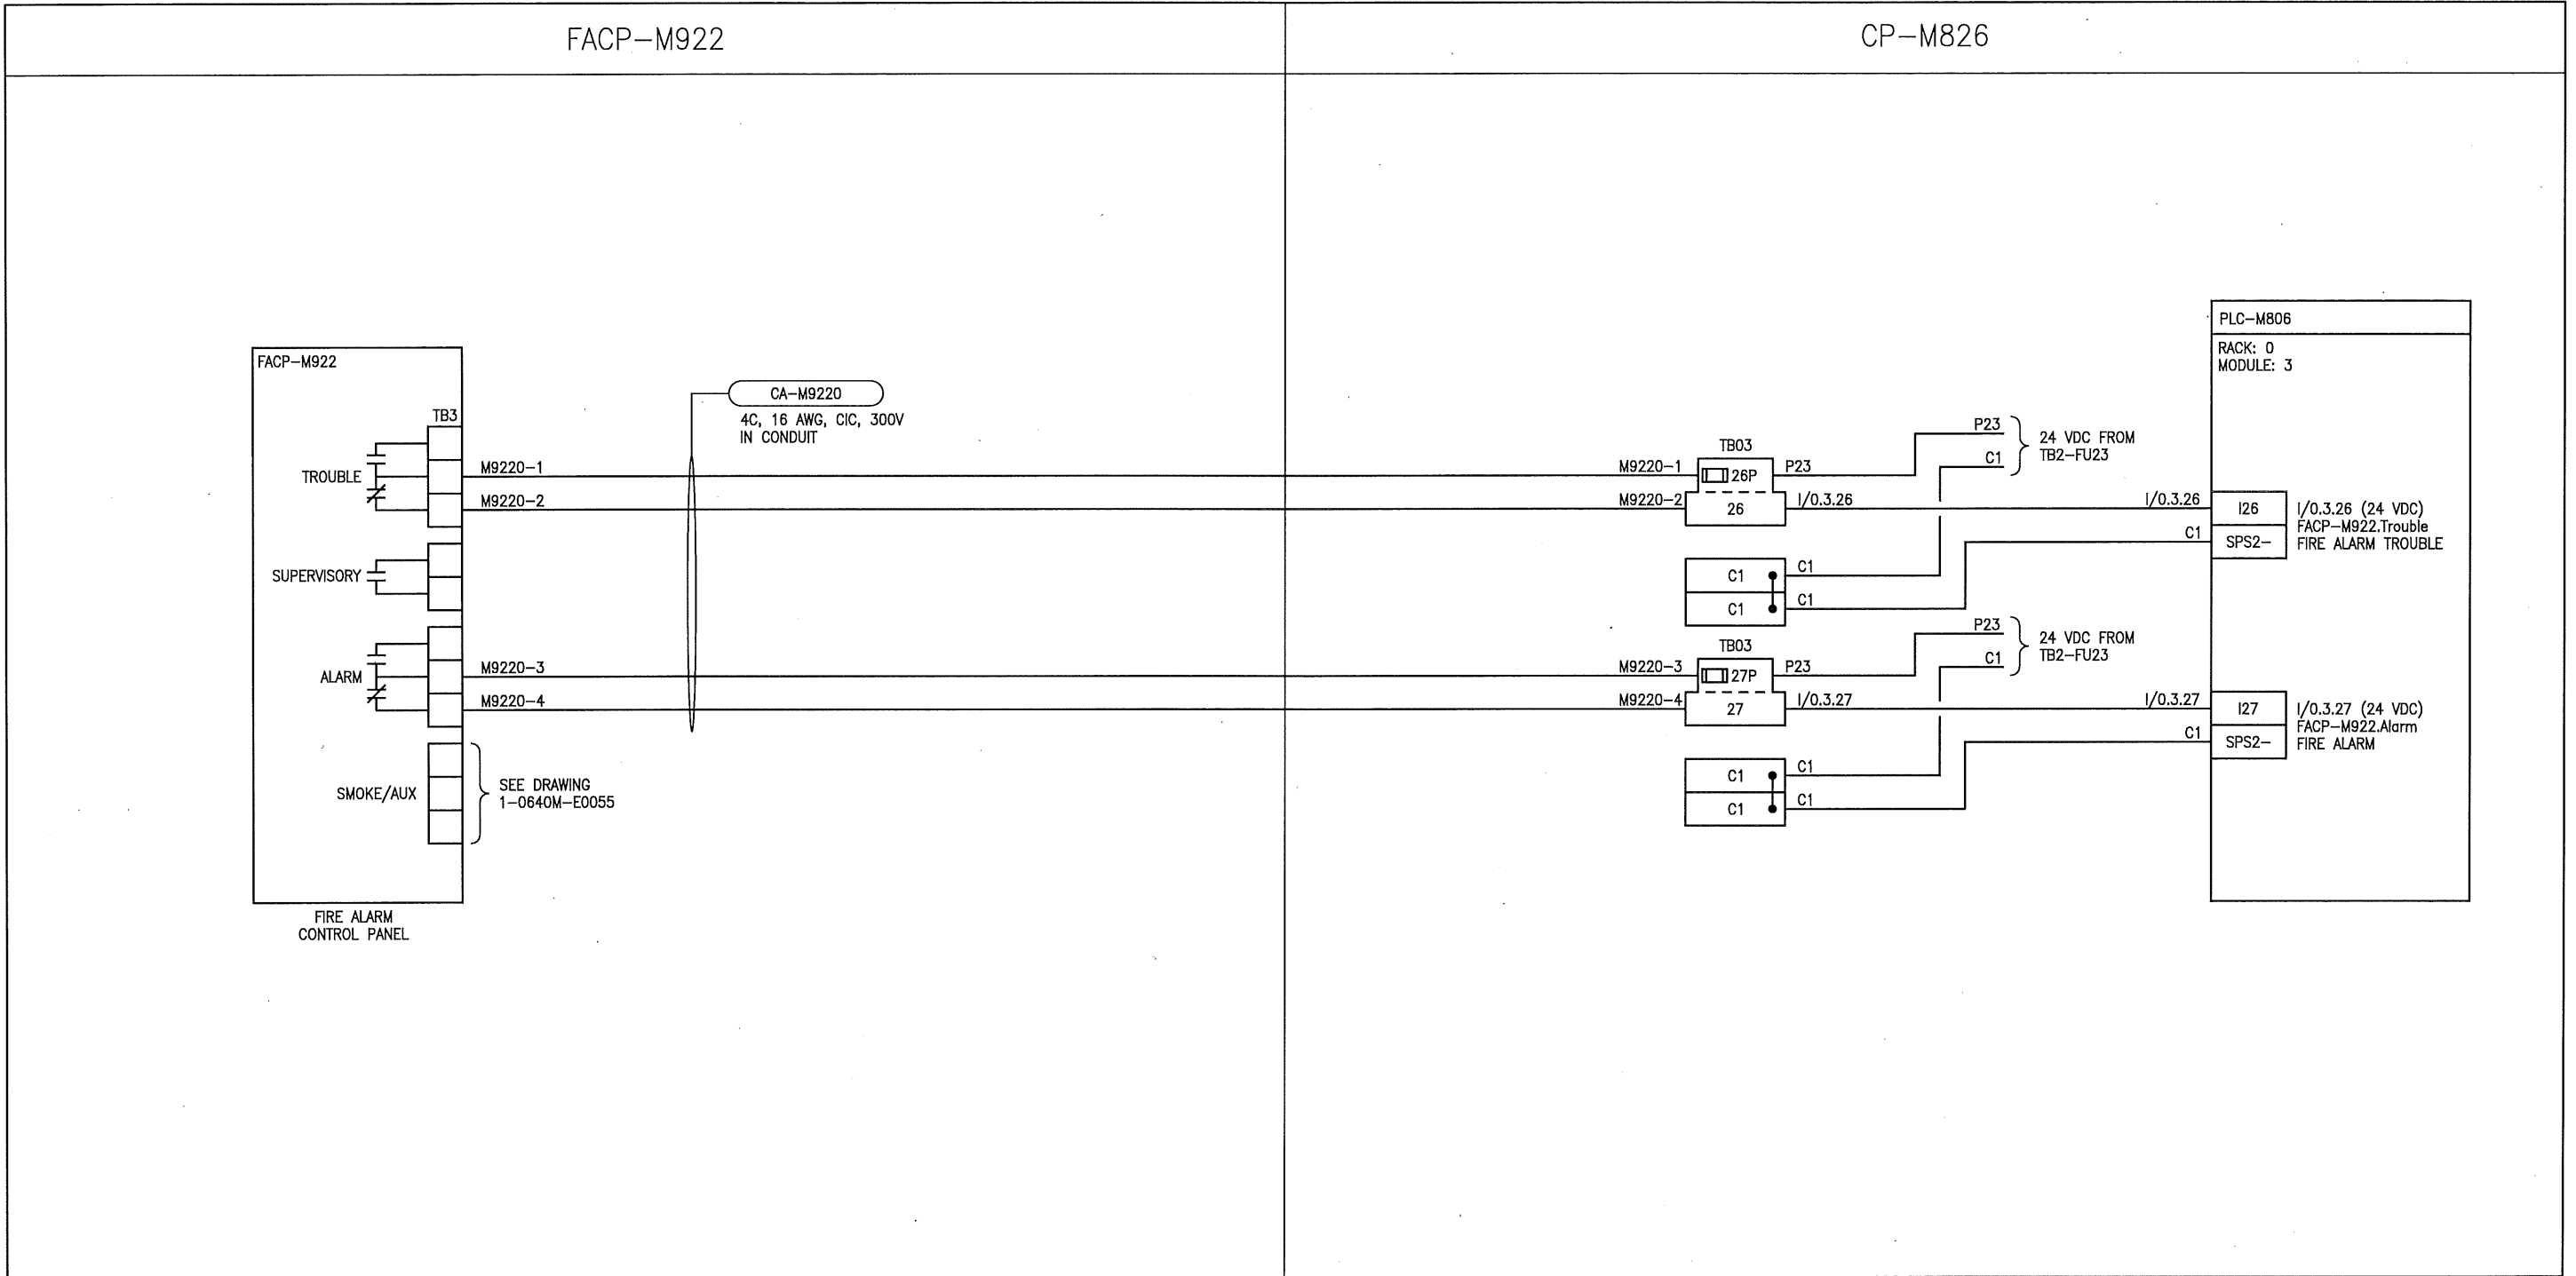 FACP-M922
CP-M826
FACP-M922
TB3
TROUBLE
SUPERVISORY
ALARM
SMOKE/AUX
SEE DRAWING
1-0640M-E0055
FIRE ALARM
CONTROL PANEL
M9220-1
M9220-2
M9220-3
M9220-4
CA-M9220
4C, 16 AWG, CIC, 300V
IN CONDUIT
TB03
M9220-1
26P
P23
M9220-2
26
I/0.3.26
I/0.3.26
P23
C1
24 VDC FROM
TB2-FU23
C1
C1
C1
C1
C1
TB03
M9220-3
27P
P23
M9220-4
27
I/0.3.27
I/0.3.27
P23
C1
24 VDC FROM
TB2-FU23
C1
C1
C1
C1
C1
PLC-M806
RACK: 0
MODULE: 3
I26
SPS2-
I/0.3.26 (24 VDC)
FACP-M922.Trouble
FIRE ALARM TROUBLE
I27
SPS2-
I/0.3.27 (24 VDC)
FACP-M922.Alarm
FIRE ALARM